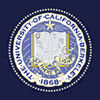 THE UNIVERSITY OF CALIFORNIA BERKELEY
1868